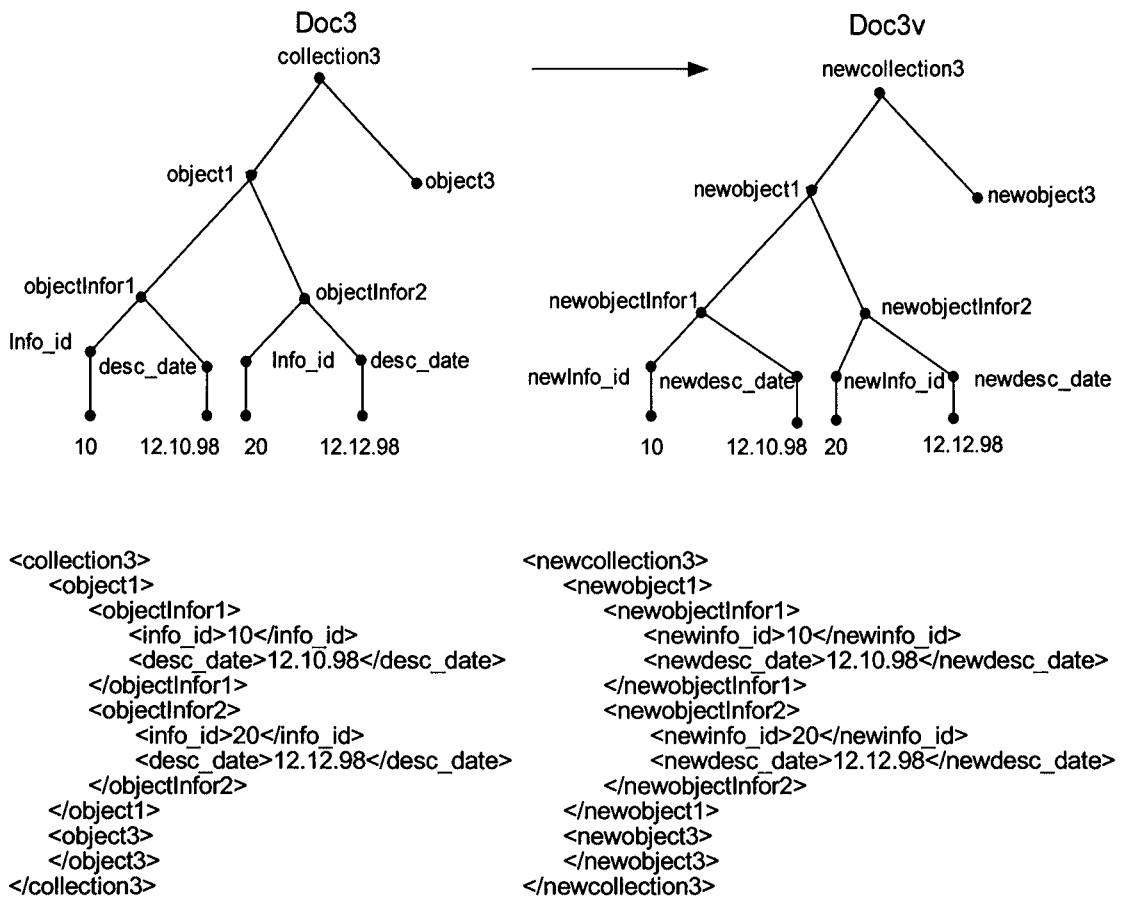 Doc3
collection3
object1
object3
objectInfor1
objectInfor2
Info_id
desc_date
Info_id
desc_date
10
12.10.98
20
12.12.98
Doc3v
newcollection3
newobject1
newobject3
newobjectInfor1
newobjectInfor2
newInfo_id
newdesc_date
newInfo_id
newdesc_date
10
12.10.98
20
12.12.98
<collection3>
<object1>
<objectInfor1>
<info_id>10</info_id>
<desc_date>12.10.98</desc_date>
</objectInfor1>
<objectInfor2>
<info_id>20</info_id>
<desc_date>12.12.98</desc_date>
</objectInfor2>
</object1>
<object3>
</object3>
</collection3>
<newcollection3>
<newobject1>
<newobjectInfor1>
<newinfo_id>10</newinfo_id>
<newdesc_date>12.10.98</newdesc_date>
</newobjectInfor1>
<newobjectInfor2>
<newinfo_id>20</newinfo_id>
<newdesc_date>12.12.98</newdesc_date>
</newobjectInfor2>
</newobject1>
<newobject3>
</newobject3>
</newcollection3>